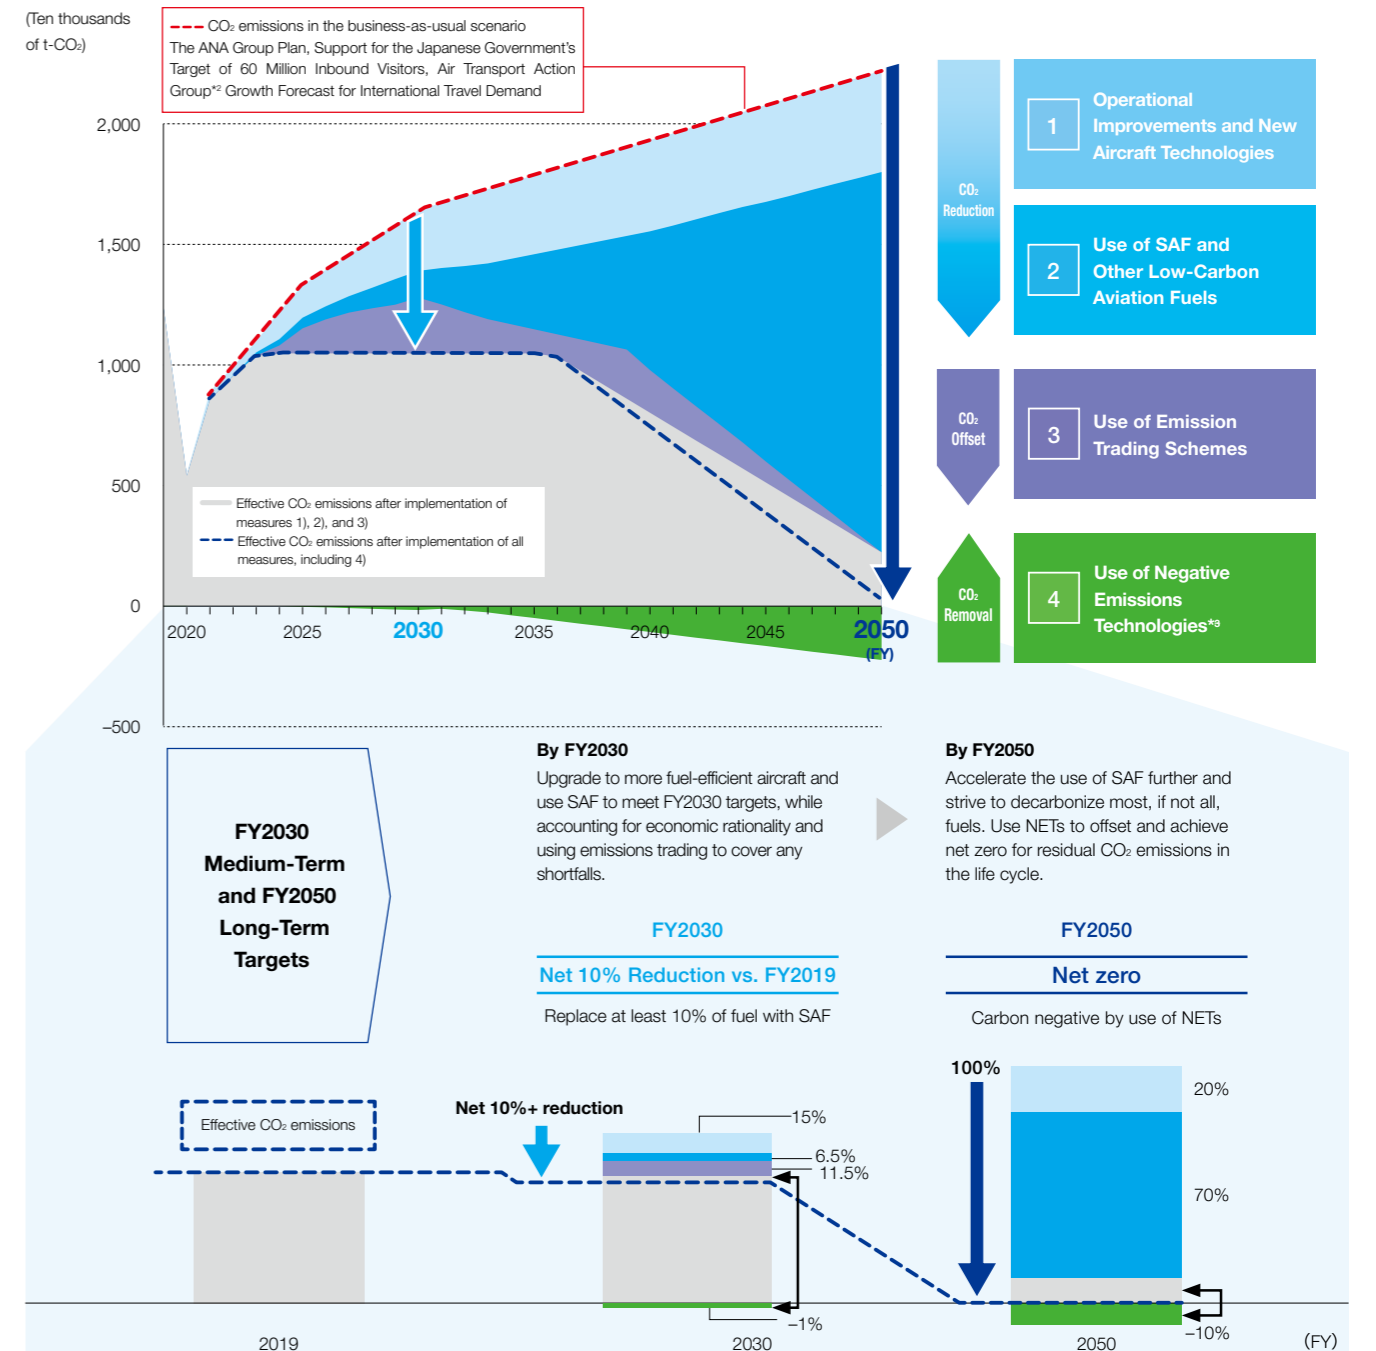 (Ten thousands
of t-CO₂)
CO₂ emissions in the business-as-usual scenario
The ANA Group Plan, Support for the Japanese Government's
Target of 60 Million Inbound Visitors, Air Transport Action
Group*² Growth Forecast for International Travel Demand
2,000
1,500
1,000
500
0
–500
Effective CO₂ emissions after implementation of
measures 1), 2), and 3)
Effective CO₂ emissions after implementation of all
measures, including 4)
2020
2025
2030
2035
2040
2045
2050
(FY)
CO₂
Reduction
1
Operational
Improvements and New
Aircraft Technologies
2
Use of SAF and
Other Low-Carbon
Aviation Fuels
CO₂
Offset
3
Use of Emission
Trading Schemes
CO₂
Removal
4
Use of Negative
Emissions
Technologies*³
FY2030
Medium-Term
and FY2050
Long-Term
Targets
By FY2030
Upgrade to more fuel-efficient aircraft and
use SAF to meet FY2030 targets, while
accounting for economic rationality and
using emissions trading to cover any
shortfalls.
By FY2050
Accelerate the use of SAF further and
strive to decarbonize most, if not all,
fuels. Use NETs to offset and achieve
net zero for residual CO₂ emissions in
the life cycle.
FY2030
Net 10% Reduction vs. FY2019
Replace at least 10% of fuel with SAF
FY2050
Net zero
Carbon negative by use of NETs
Effective CO₂ emissions
Net 10%+ reduction
15%
6.5%
11.5%
–1%
100%
20%
70%
–10%
2019
2030
2050
(FY)